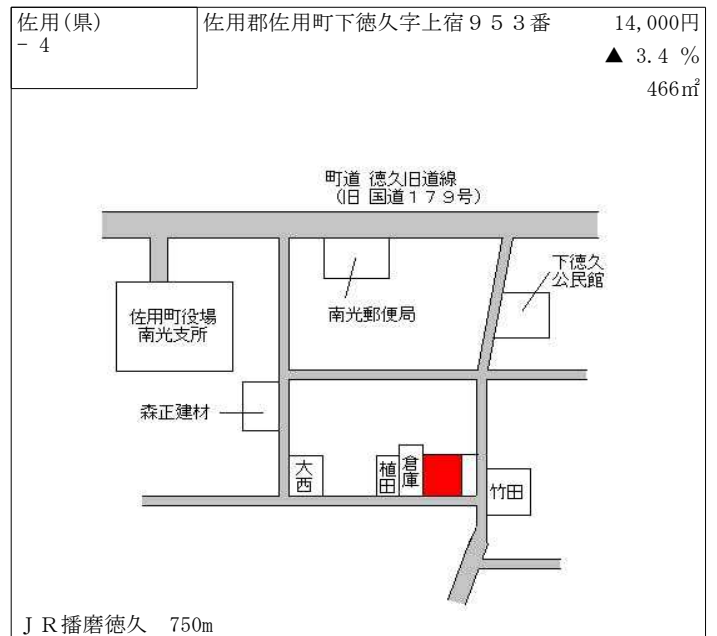 佐用(県)
- 4
佐用郡佐用町下徳久字上宿９５３番
14,000円
▲ 3.4 %
466㎡
町道 徳久旧道線
(旧 国道１７９号)
下徳久
公民館
佐用町役場
南光支所
南光郵便局
森正建材
大西
植田
倉庫
竹田
ＪＲ播磨徳久　750m